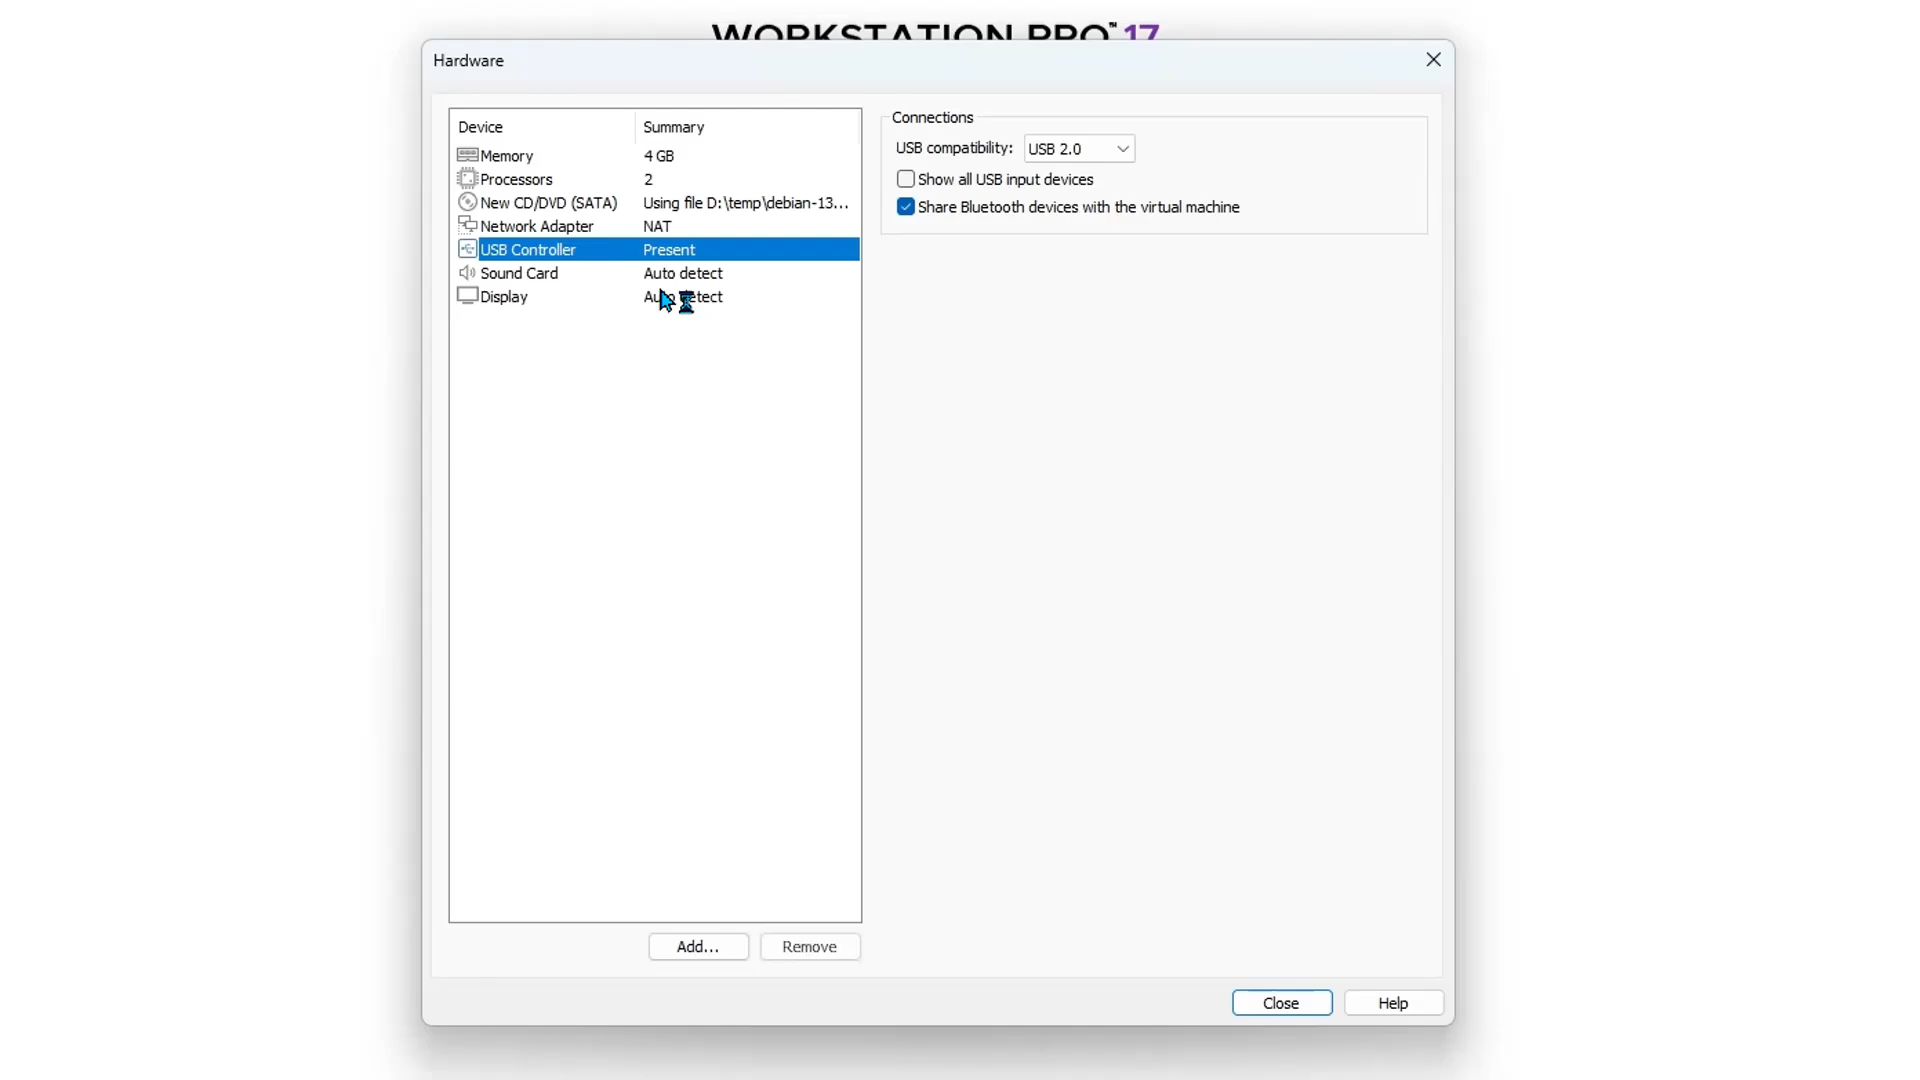 WORKSTATION PRO™ 17
Hardware
Device Summary
Memory 4 GB
Processors 2
New CD/DVD (SATA) Using file D:\temp\debian-13...
Network Adapter NAT
USB Controller Present
Sound Card Auto detect
Display Auto detect
Add... Remove
Connections
USB compatibility: USB 2.0
Show all USB input devices
Share Bluetooth devices with the virtual machine
Close Help